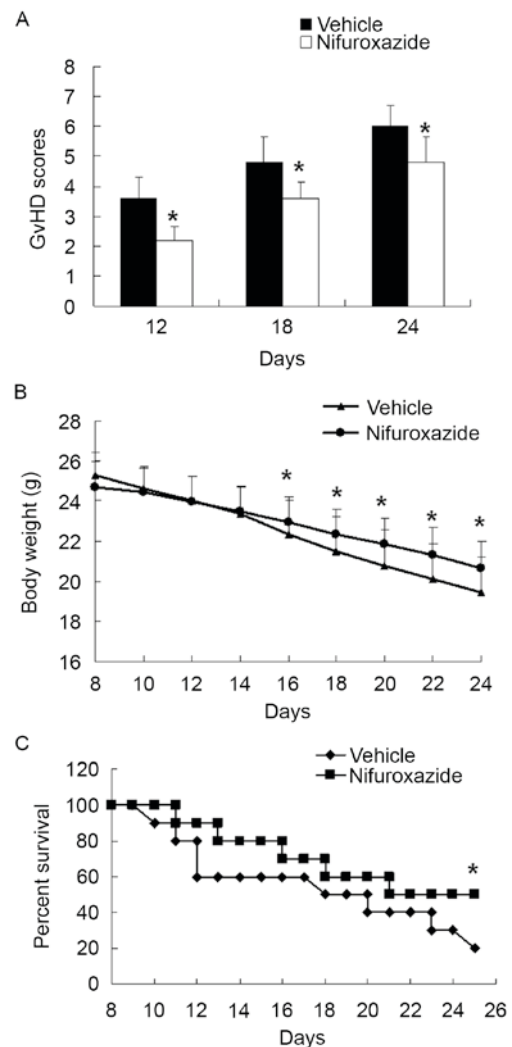 A
Vehicle
Nifuroxazide
8
7
6
5
4
3
2
1
0
GvHD scores
*
*
*
12 18 24
Days
B
Vehicle
Nifuroxazide
28
26
24
22
20
18
16
Body weight (g)
* * * * *
8 10 12 14 16 18 20 22 24
Days
C
Vehicle
Nifuroxazide
120
100
80
60
40
20
0
Percent survival
*
8 10 12 14 16 18 20 22 24 26
Days